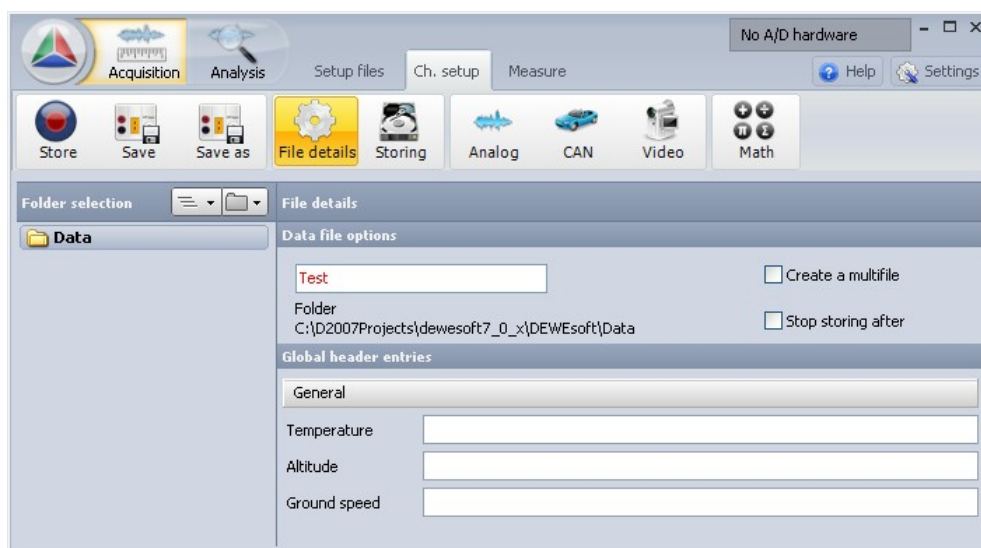 No A/D hardware
Acquisition Analysis Setup files Ch. setup Measure Help Settings
Store Save Save as File details Storing Analog CAN Video Math
Folder selection File details
Data Data file options
Test Create a multifile
Folder
C:\D2007Projects\dewesoft7_0_x\DEWEsoft\Data Stop storing after
Global header entries
General
Temperature
Altitude
Ground speed